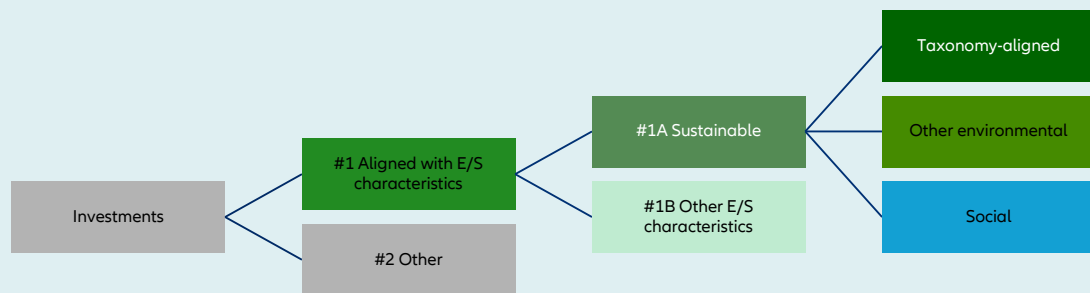 Taxonomy-aligned
#1A Sustainable
Other environmental
#1 Aligned with E/S
characteristics
#1B Other E/S
characteristics
Investments
Social
#2 Other